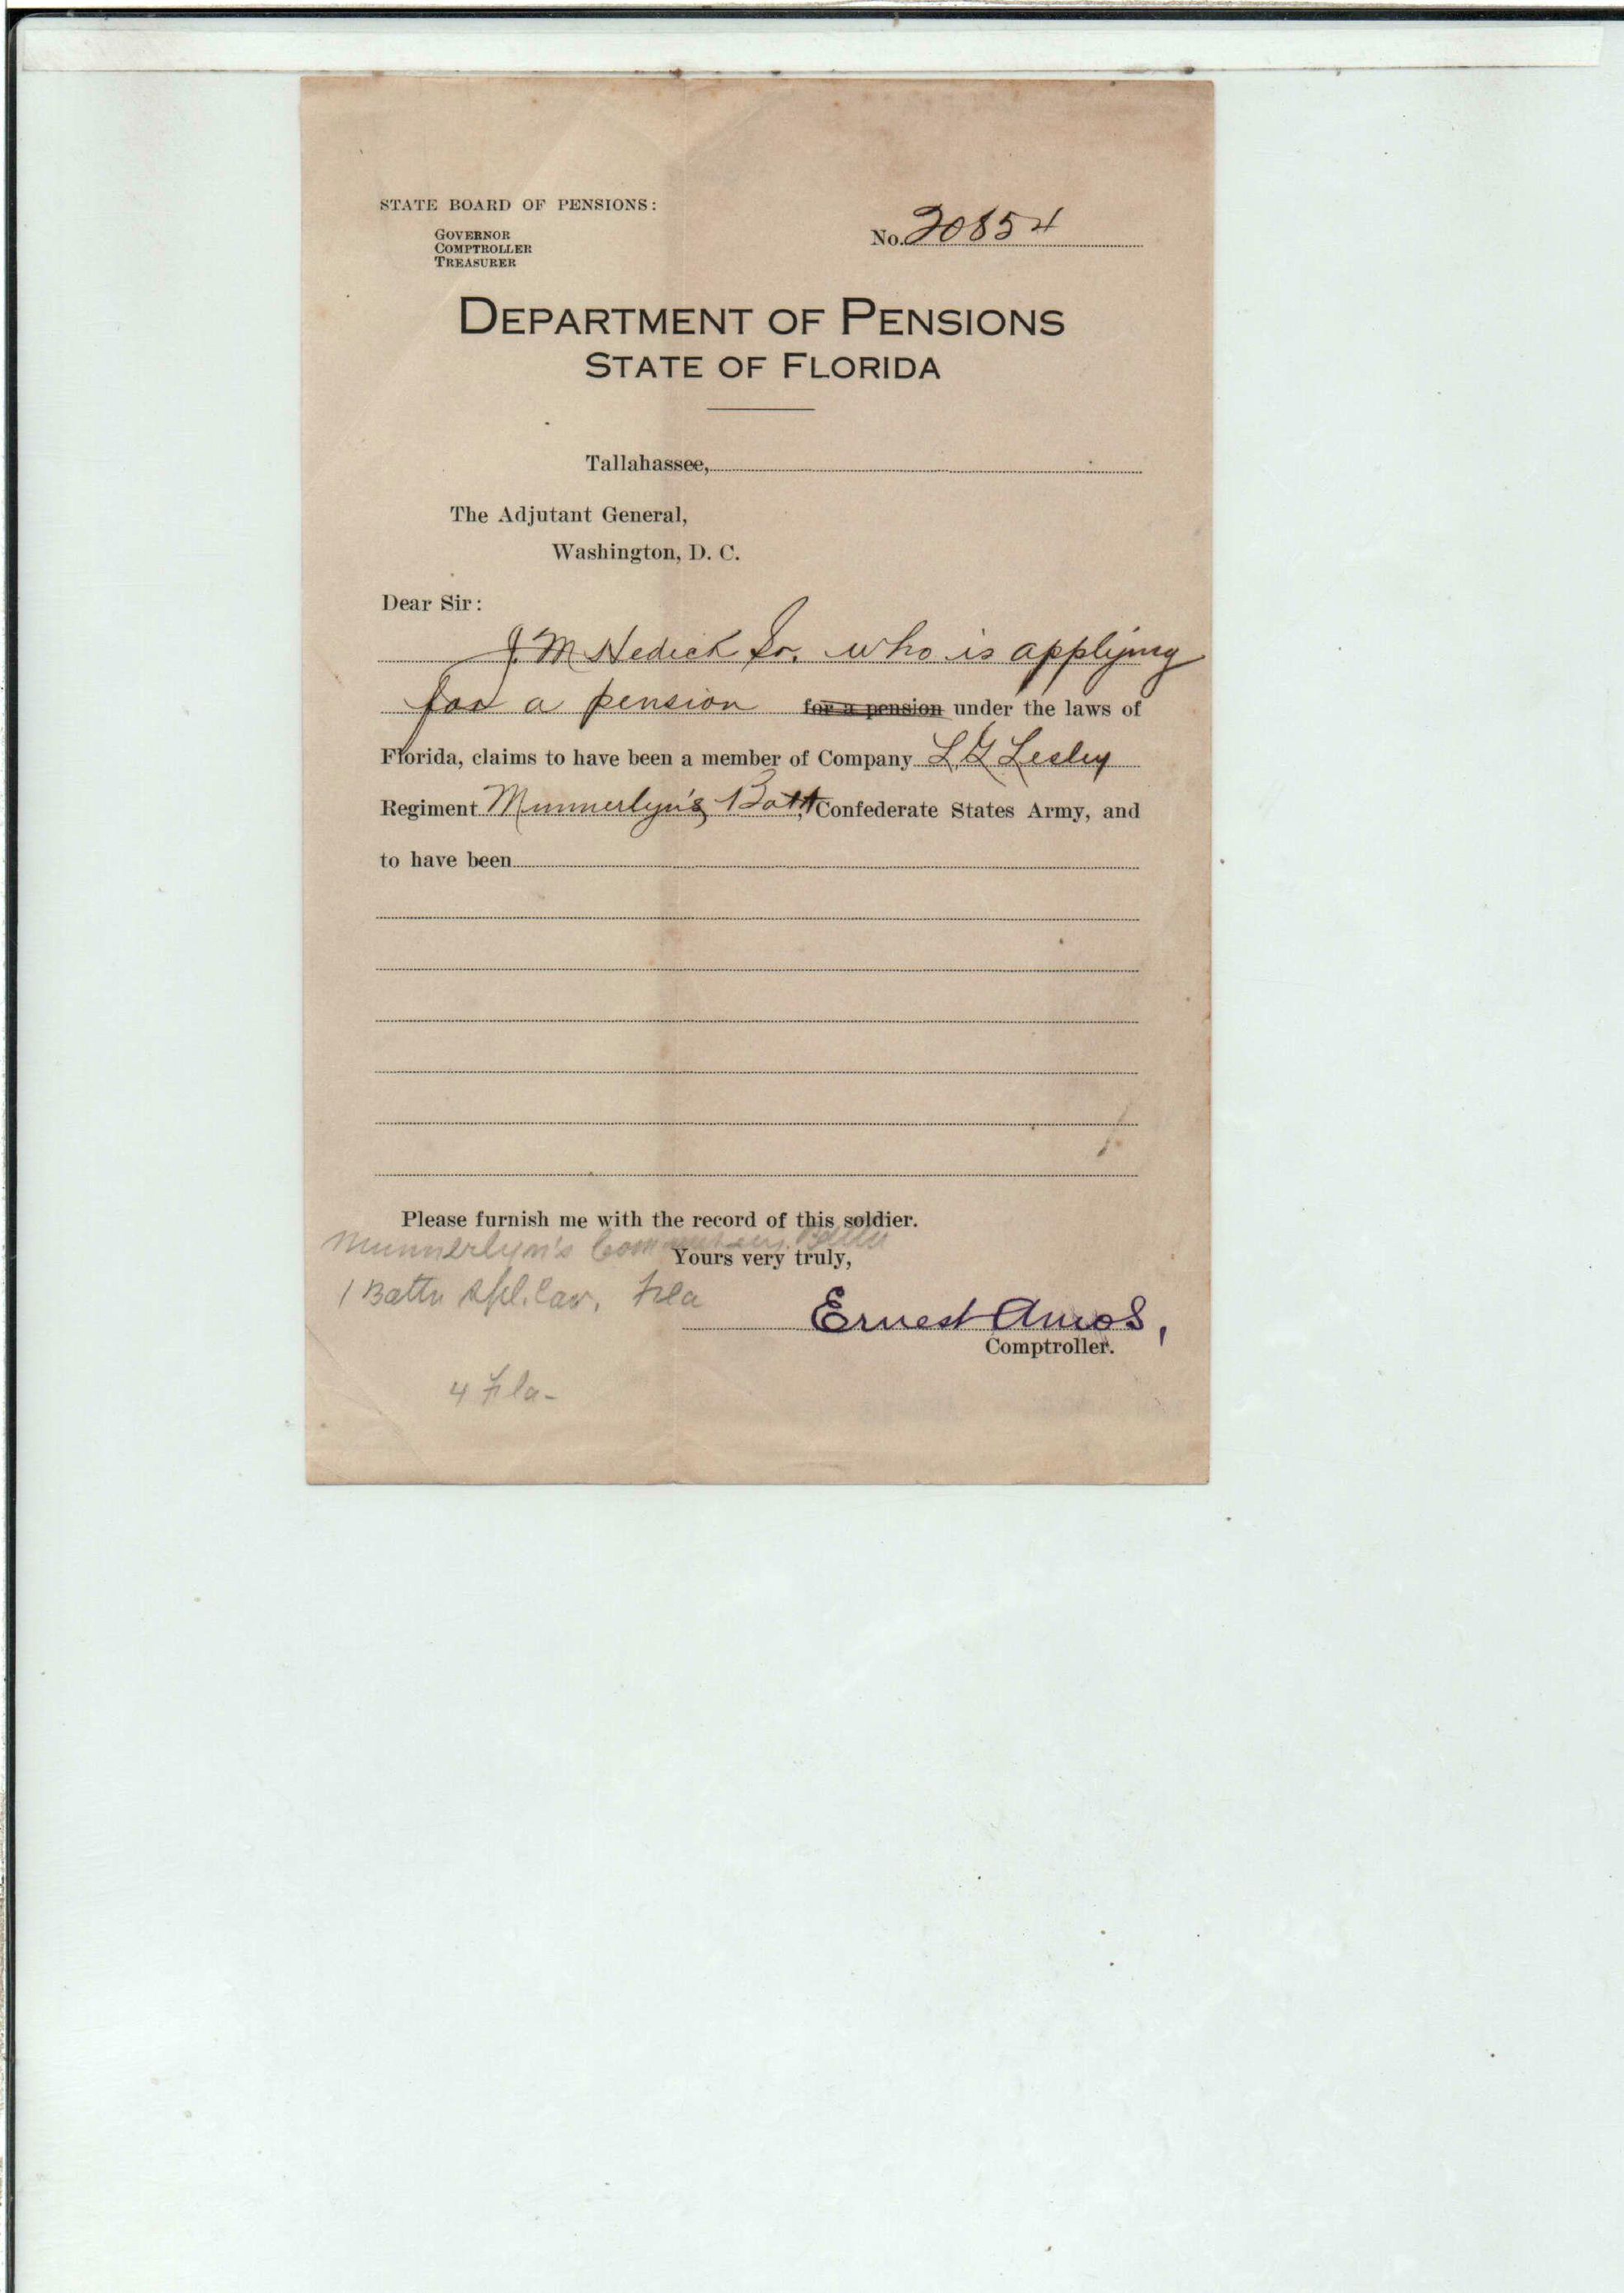 STATE BOARD OF PENSIONS:
GOVERNOR
COMPTROLLER
TREASURER
No. 20854
DEPARTMENT OF PENSIONS
STATE OF FLORIDA
Tallahassee,
The Adjutant General,
Washington, D. C.
Dear Sir:
J. M Hedick Sr. who is applying
for a pension for a pension under the laws of
Florida, claims to have been a member of Company L, G Lesley
Regiment Munnerlyn's Batt, Confederate States Army, and
to have been
Please furnish me with the record of this soldier.
Munnerlyn's
Yours very truly,
1 Battn Spl. Cav. Fla
Ernest Amos,
Comptroller.
4 Fla-